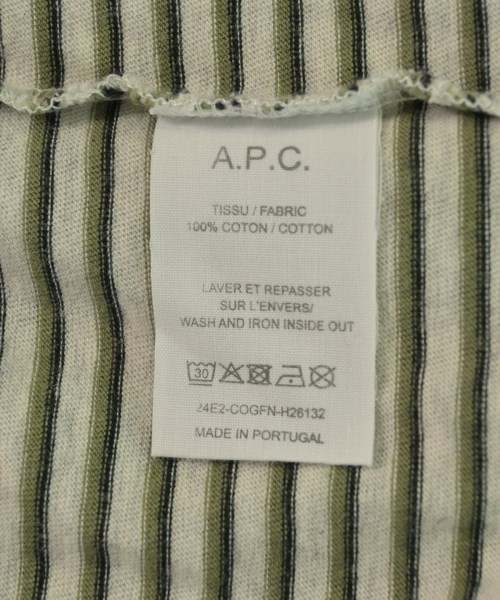 A.P.C.
TISSU / FABRIC
100% COTON / COTTON
LAVER ET REPASSER
SUR L'ENVERS/
WASH AND IRON INSIDE OUT
30
24E2-COGFN-H26132
MADE IN PORTUGAL